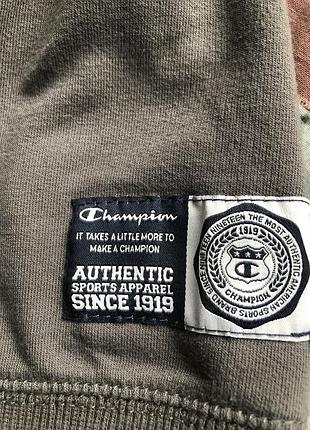 Champion
IT TAKES A LITTLE MORE TO
MAKE A CHAMPION
AUTHENTIC
SPORTS APPAREL
SINCE 1919
NINETEEN NINETEEN THE MOST AUTHENTIC AMERICAN SPORTS BRAND SINCE
1919
C
CHAMPION